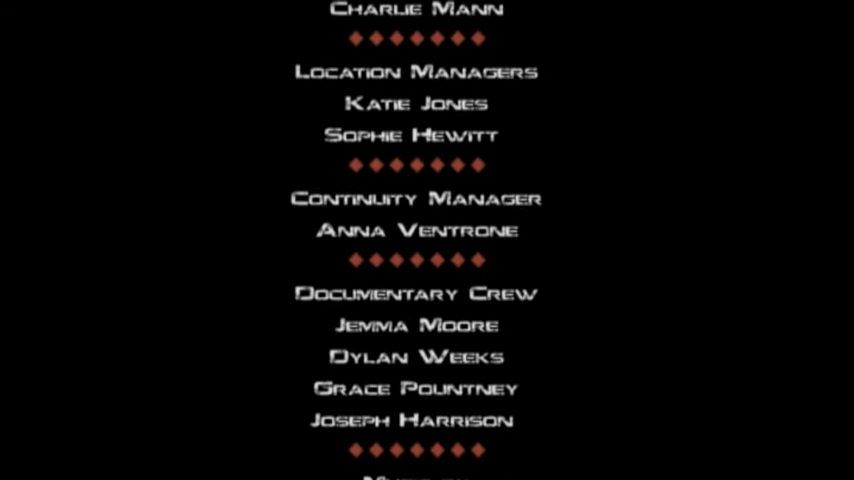 Charlie Mann
Location Managers
Katie Jones
Sophie Hewitt
Continuity Manager
Anna Ventrone
Documentary Crew
Jemma Moore
Dylan Weeks
Grace Pountney
Joseph Harrison